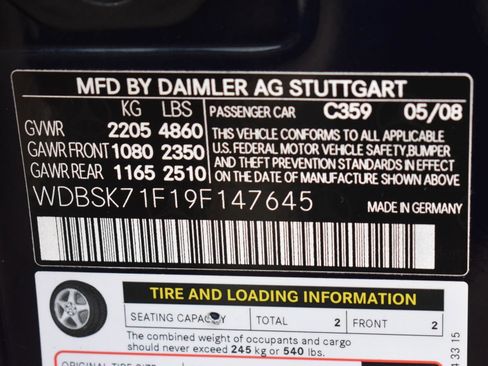 MFD BY DAIMLER AG STUTTGART
KG LBS PASSENGER CAR C359 05/08
GVWR 2205 4860
GAWR FRONT 1080 2350
GAWR REAR 1165 2510
THIS VEHICLE CONFORMS TO ALL APPLICABLE
U.S. FEDERAL MOTOR VEHICLE SAFETY,BUMPER
AND THEFT PREVENTION STANDARDS IN EFFECT
ON THE DATE OF MANUFACTURE SHOWN ABOVE.
WDBSK71F19F147645 MADE IN GERMANY
TIRE AND LOADING INFORMATION
SEATING CAPACITY TOTAL 2 FRONT 2
The combined weight of occupants and cargo
should never exceed 245 kg or 540 lbs.
4 33 15